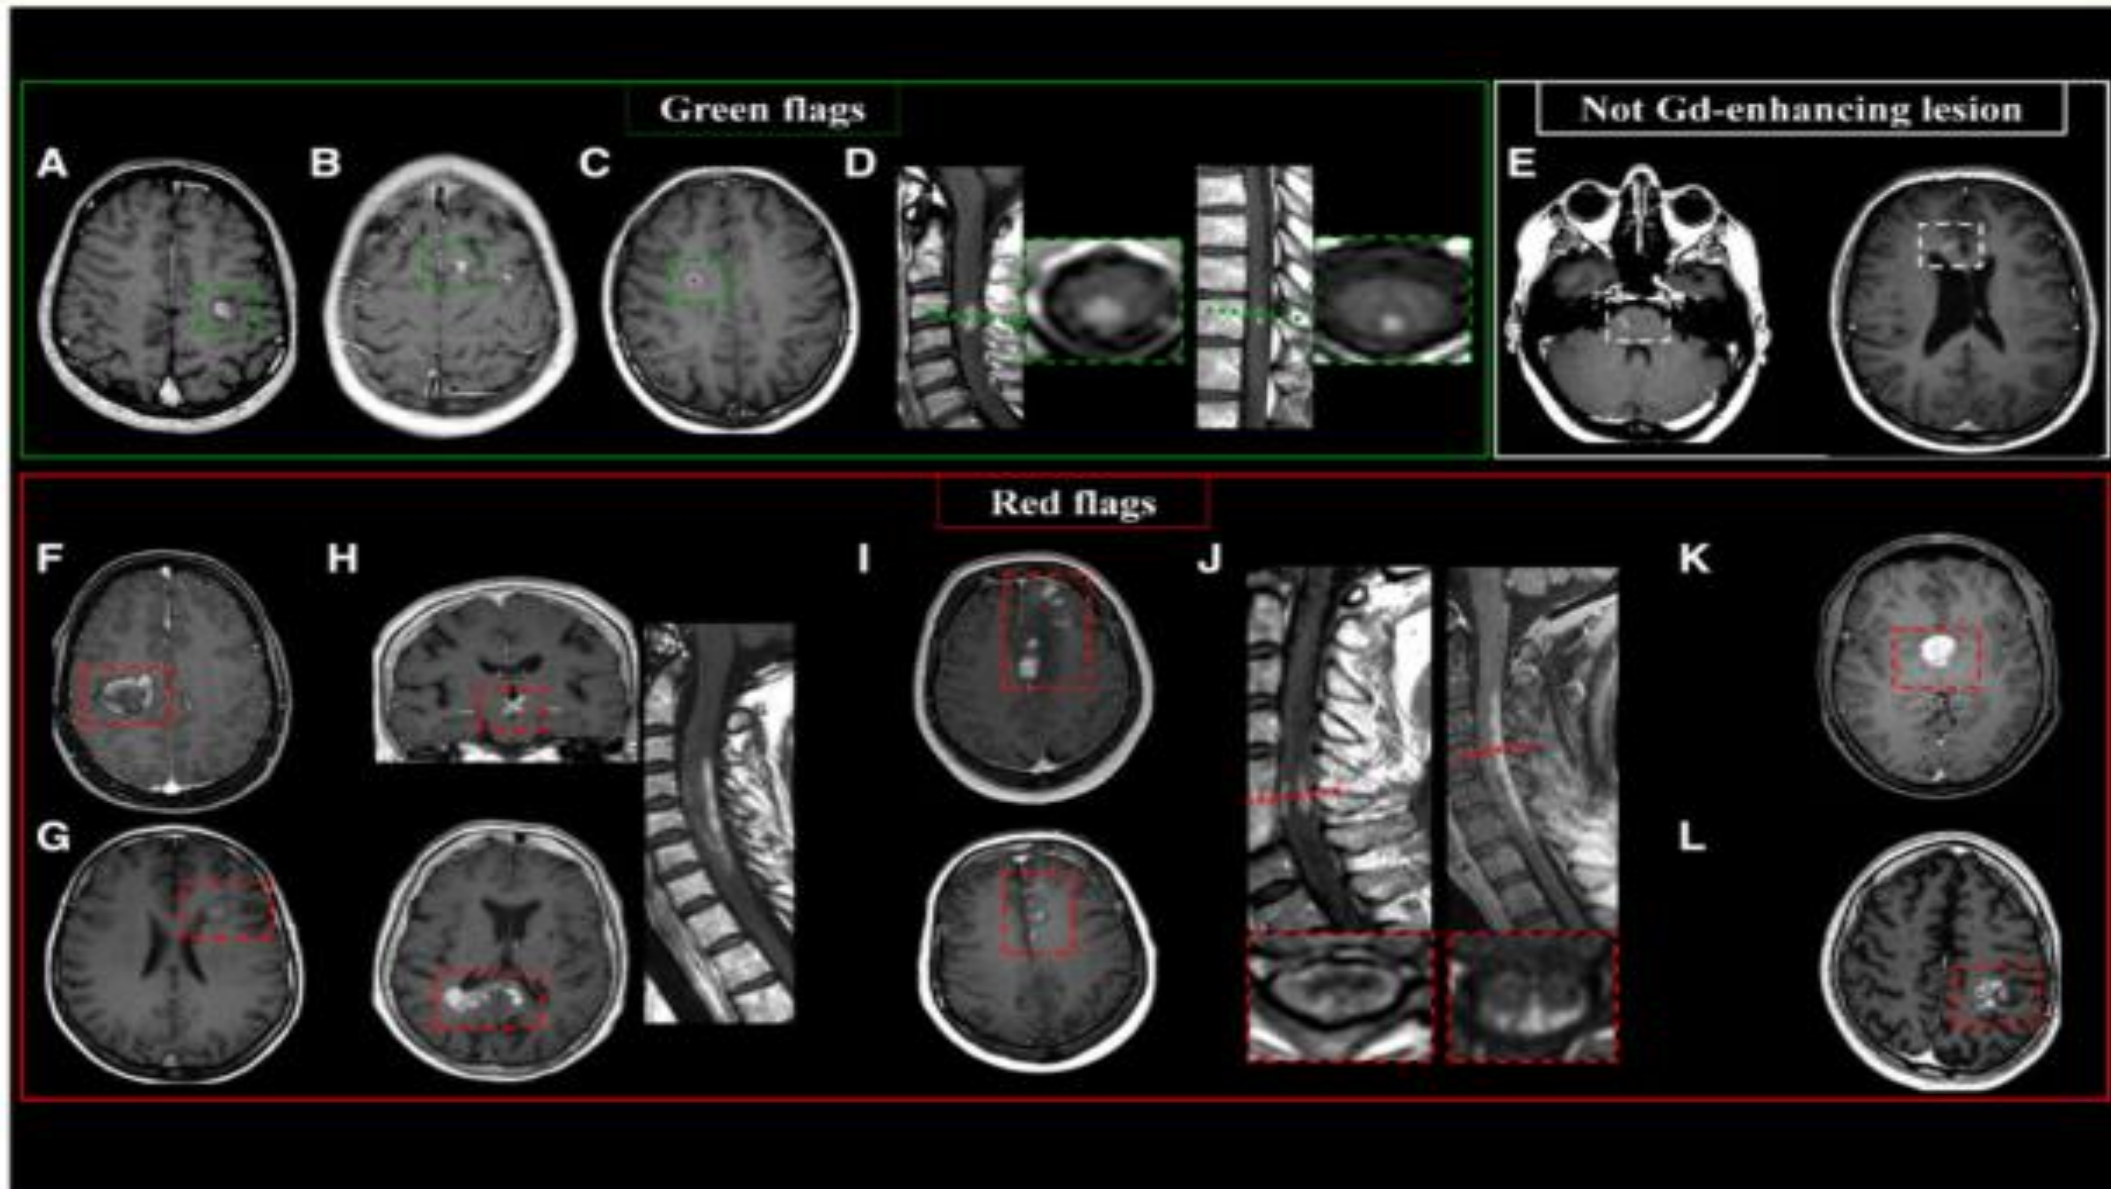 Green flags
Not Gd-enhancing lesion
A
B
C
D
E
Red flags
F
H
I
J
K
G
L